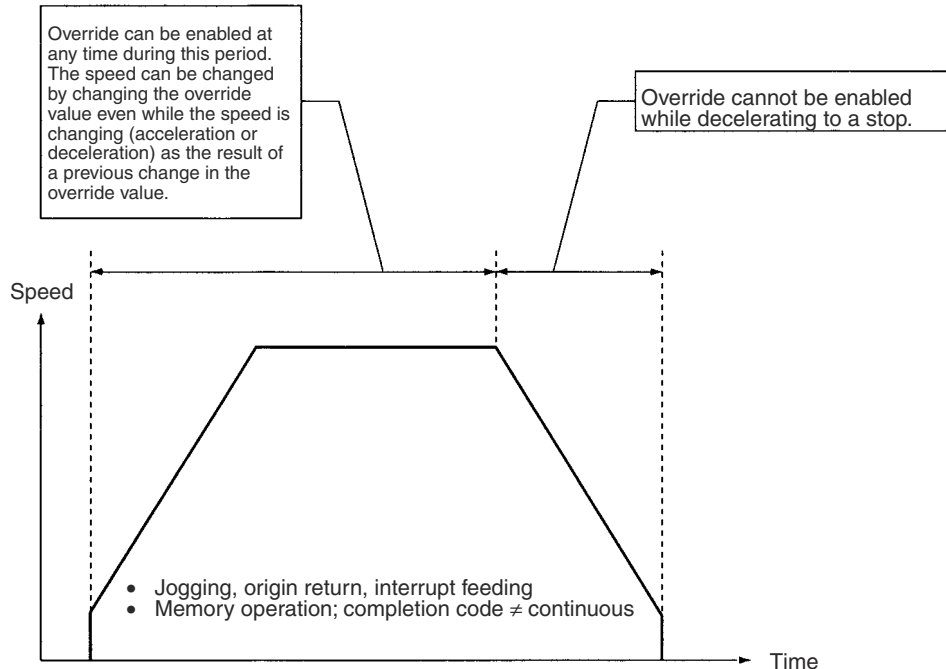 Override can be enabled at
any time during this period.
The speed can be changed
by changing the override
value even while the speed is
changing (acceleration or
deceleration) as the result of
a previous change in the
override value.
Override cannot be enabled
while decelerating to a stop.
Speed
• Jogging, origin return, interrupt feeding
• Memory operation; completion code ≠ continuous
Time